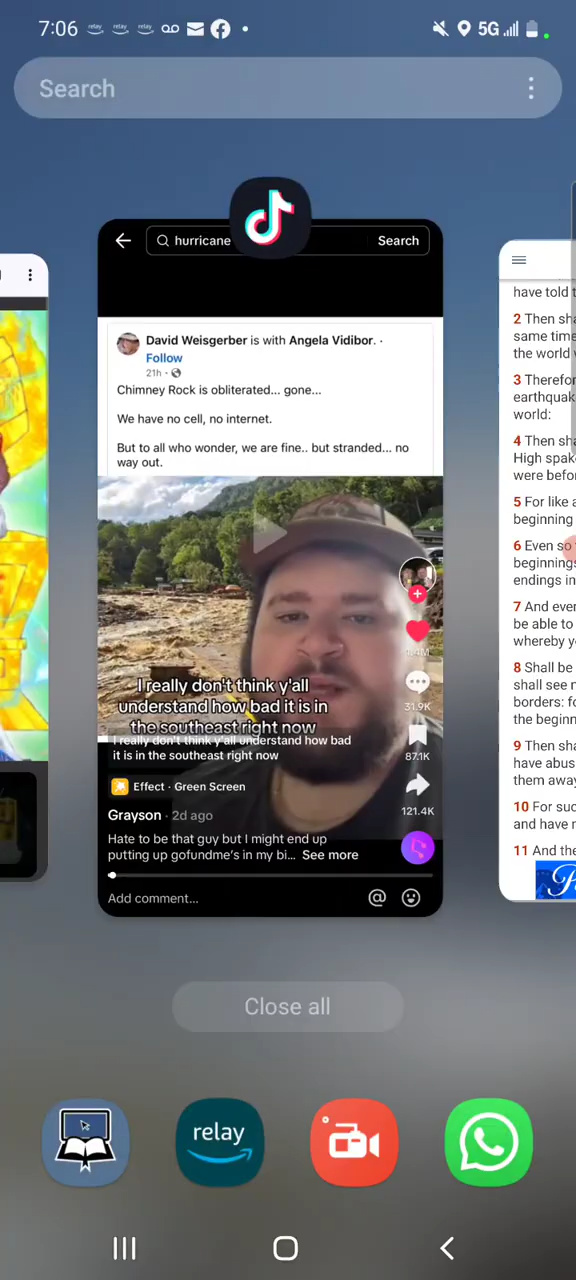 7:06
relay relay relay
5G
Search
hurricane
Search
David Weisgerber is with Angela Vidibor. ·
Follow
21h ·
Chimney Rock is obliterated... gone...
We have no cell, no internet.
But to all who wonder, we are fine.. but stranded... no
way out.
I really don't think y'all
understand how bad it is in
the southeast right now
I really don't think y'all understand how bad
it is in the southeast right now
31.9K
87.1K
Effect · Green Screen
121.4K
Grayson · 2d ago
Hate to be that guy but I might end up
putting up gofundme's in my bi... See more
Add comment...
have told
2 Then sha
same time
the world
3 Therefor
earthquak
world:
4 Then sha
High spak
were befo
5 For like a
beginning
6 Even so
beginnings
endings in
7 And ever
be able to
whereby y
8 Shall be
shall see n
borders: fo
the beginn
9 Then sha
have abus
them away
10 For suc
and have n
11 And the
Close all
relay